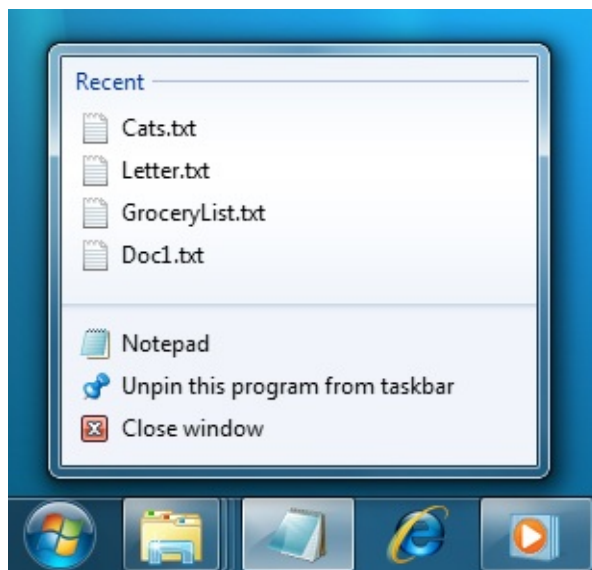 Recent
Cats.txt
Letter.txt
GroceryList.txt
Doc1.txt
Notepad
Unpin this program from taskbar
Close window